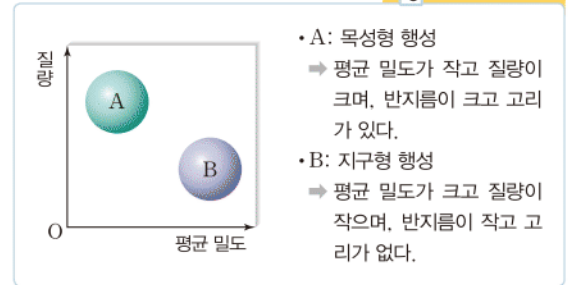 질량
A
B
O
평균 밀도
• A: 목성형 행성
➡ 평균 밀도가 작고 질량이
크며, 반지름이 크고 고리
가 있다.
• B: 지구형 행성
➡ 평균 밀도가 크고 질량이
작으며, 반지름이 작고 고
리가 없다.